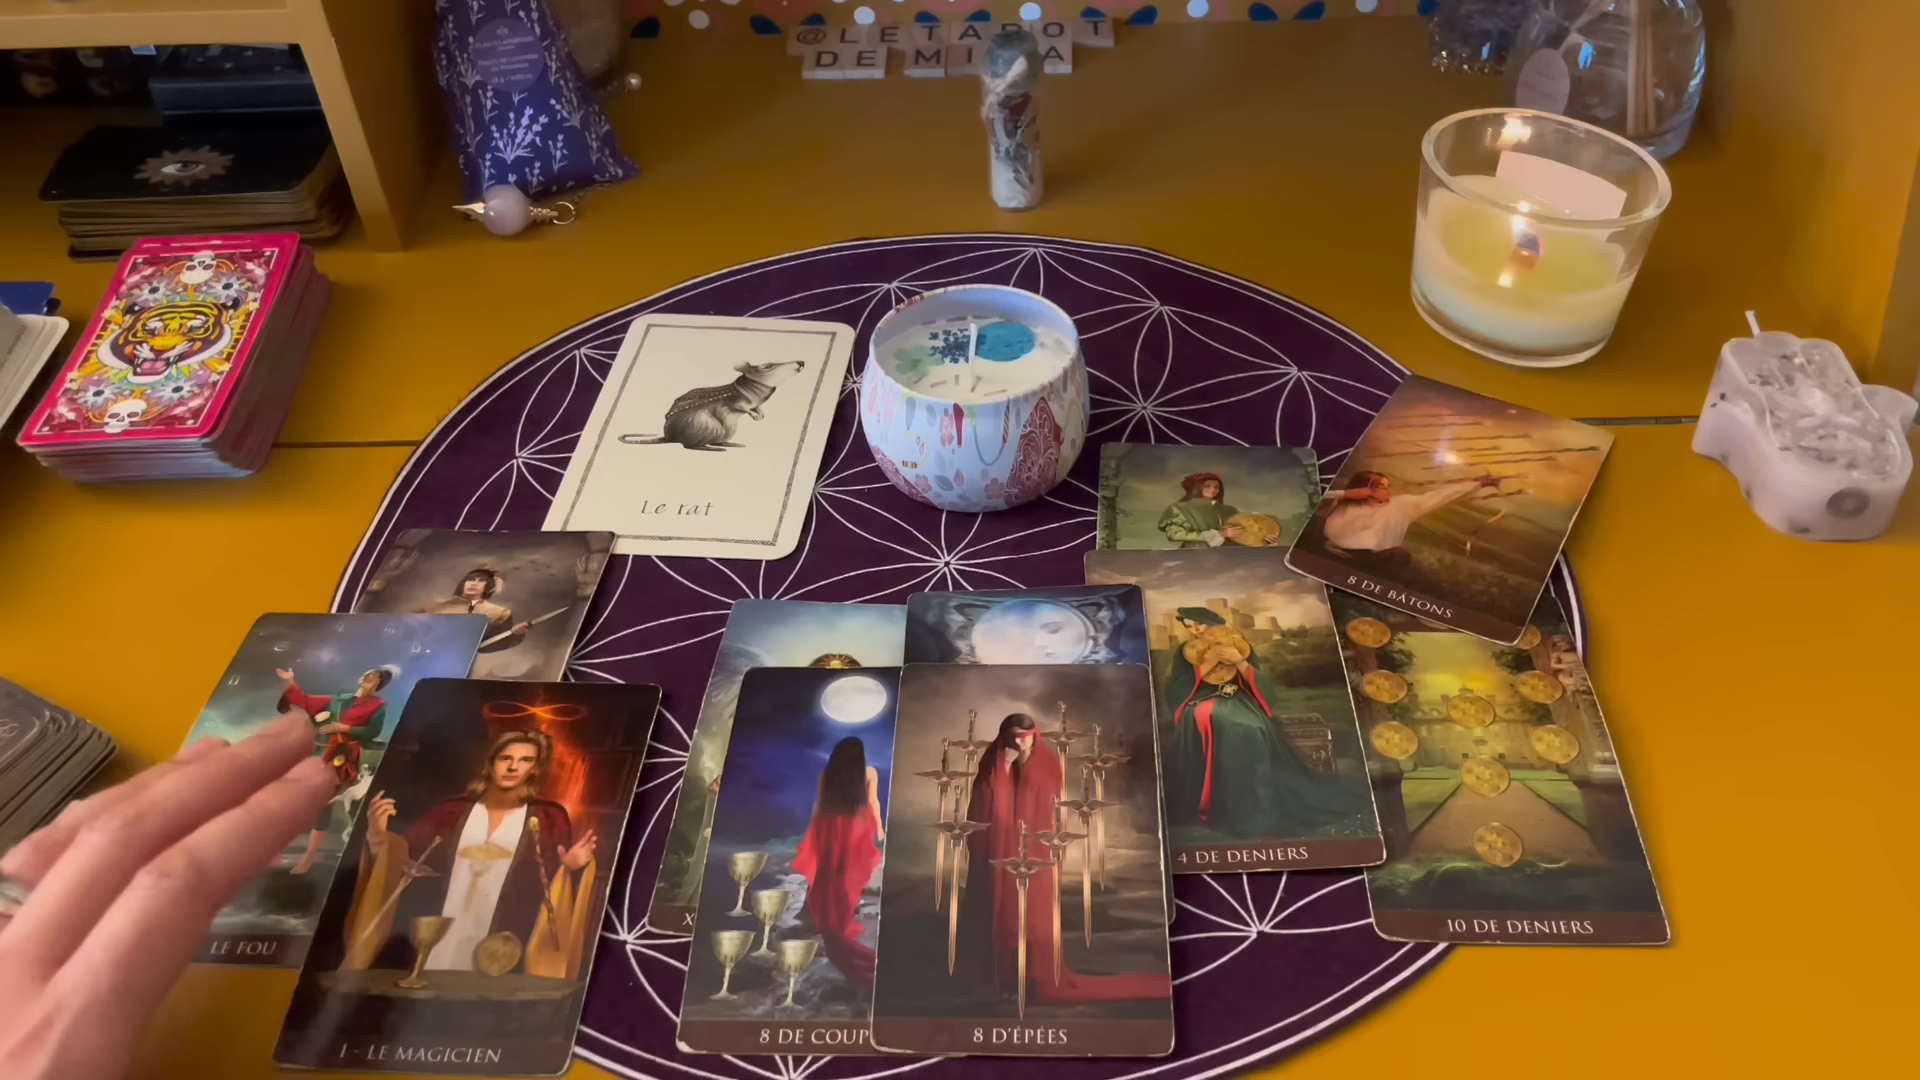 @LETAROT
DE MI A
Le rat
8 DE BÂTONS
4 DE DENIERS
10 DE DENIERS
LE FOU
I - LE MAGICIEN
X
8 DE COUP
8 D'ÉPÉES